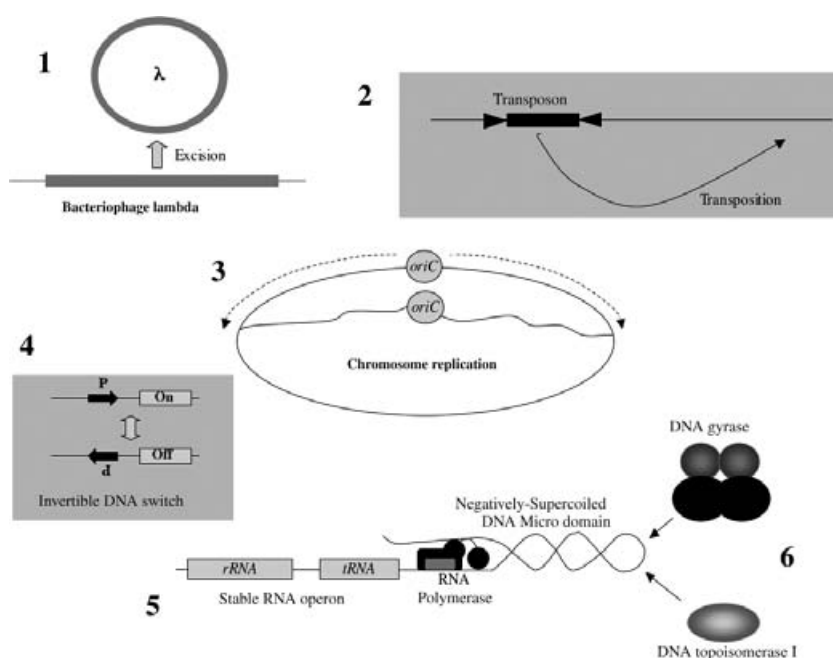 1
λ
Excision
Bacteriophage lambda
2
Transposon
Transposition
3
oriC
oriC
Chromosome replication
4
P
On
P
Off
Invertible DNA switch
DNA gyrase
Negatively-Supercoiled
DNA Micro domain
rRNA
tRNA
RNA
Polymerase
Stable RNA operon
5
6
DNA topoisomerase I